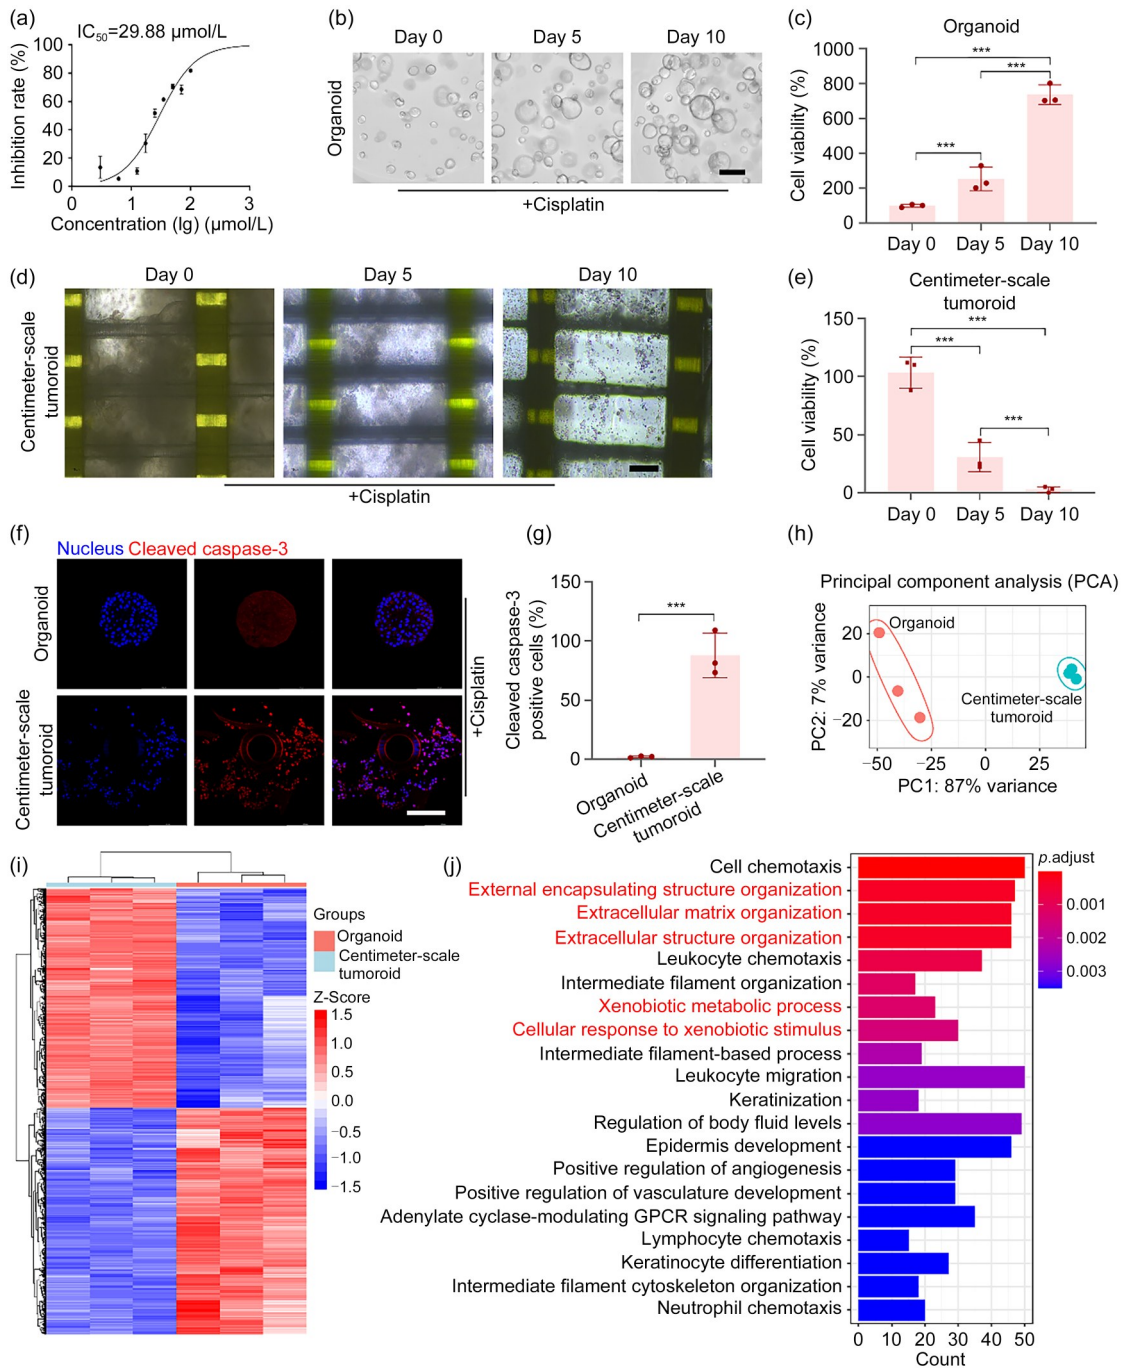 (a)
IC50=29.88 μmol/L
100
80
60
40
20
0
Inhibition rate (%)
0 1 2 3
Concentration (lg) (μmol/L)
(b)
Day 0 Day 5 Day 10
Organoid
+Cisplatin
(c)
Organoid
1000
800
600
400
200
0
Cell viability (%)
***
***
***
Day 0 Day 5 Day 10
(d)
Day 0 Day 5 Day 10
Centimeter-scale
tumoroid
+Cisplatin
(e)
Centimeter-scale
tumoroid
150
100
50
0
Cell viability (%)
***
***
***
Day 0 Day 5 Day 10
(f)
Nucleus Cleaved caspase-3
Organoid
Centimeter-scale
tumoroid
+Cisplatin
(g)
150
100
50
0
Cleaved caspase-3
positive cells (%)
***
Organoid
Centimeter-scale
tumoroid
(h)
Principal component analysis (PCA)
Organoid
Centimeter-scale
tumoroid
20
0
−20
PC2: 7% variance
−50 −25 0 25
PC1: 87% variance
(i)
Groups
Organoid
Centimeter-scale
tumoroid
Z-Score
1.5
1.0
0.5
0.0
−0.5
−1.0
−1.5
(j)
Cell chemotaxis
External encapsulating structure organization
Extracellular matrix organization
Extracellular structure organization
Leukocyte chemotaxis
Intermediate filament organization
Xenobiotic metabolic process
Cellular response to xenobiotic stimulus
Intermediate filament-based process
Leukocyte migration
Keratinization
Regulation of body fluid levels
Epidermis development
Positive regulation of angiogenesis
Positive regulation of vasculature development
Adenylate cyclase-modulating GPCR signaling pathway
Lymphocyte chemotaxis
Keratinocyte differentiation
Intermediate filament cytoskeleton organization
Neutrophil chemotaxis
0 10 20 30 40 50
Count
p.adjust
0.001
0.002
0.003